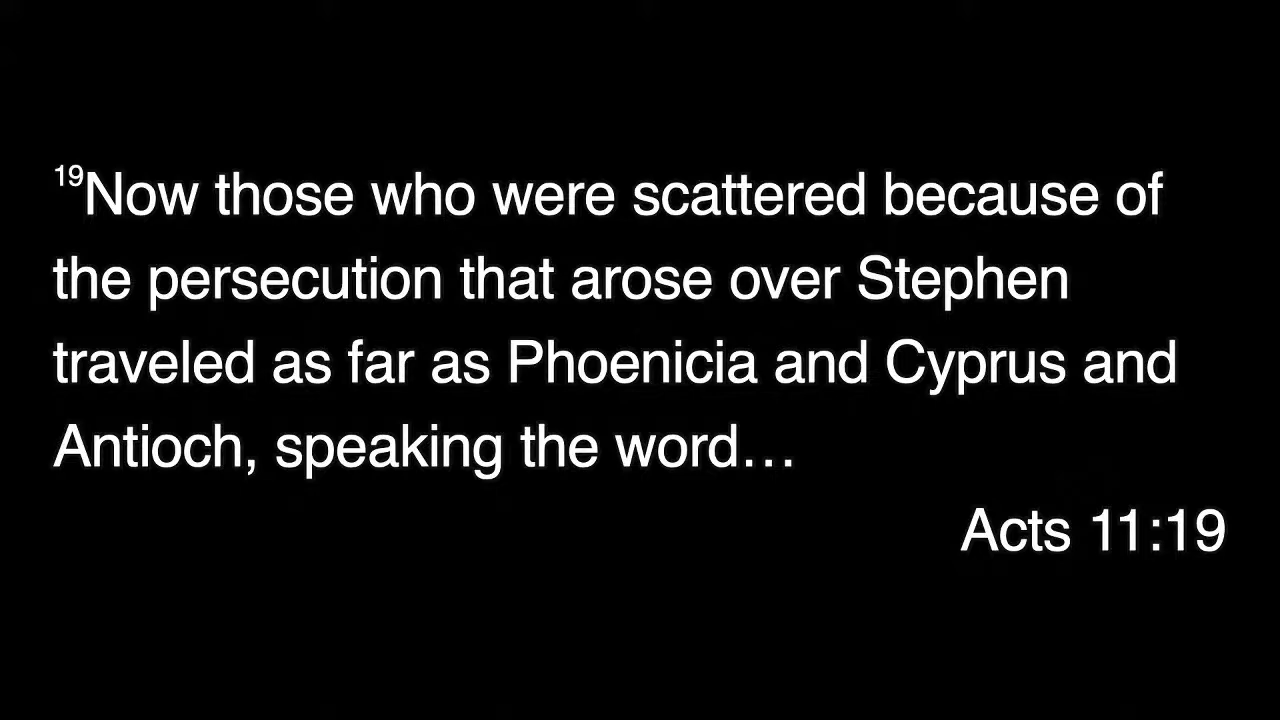 19Now those who were scattered because of
the persecution that arose over Stephen
traveled as far as Phoenicia and Cyprus and
Antioch, speaking the word…
Acts 11:19